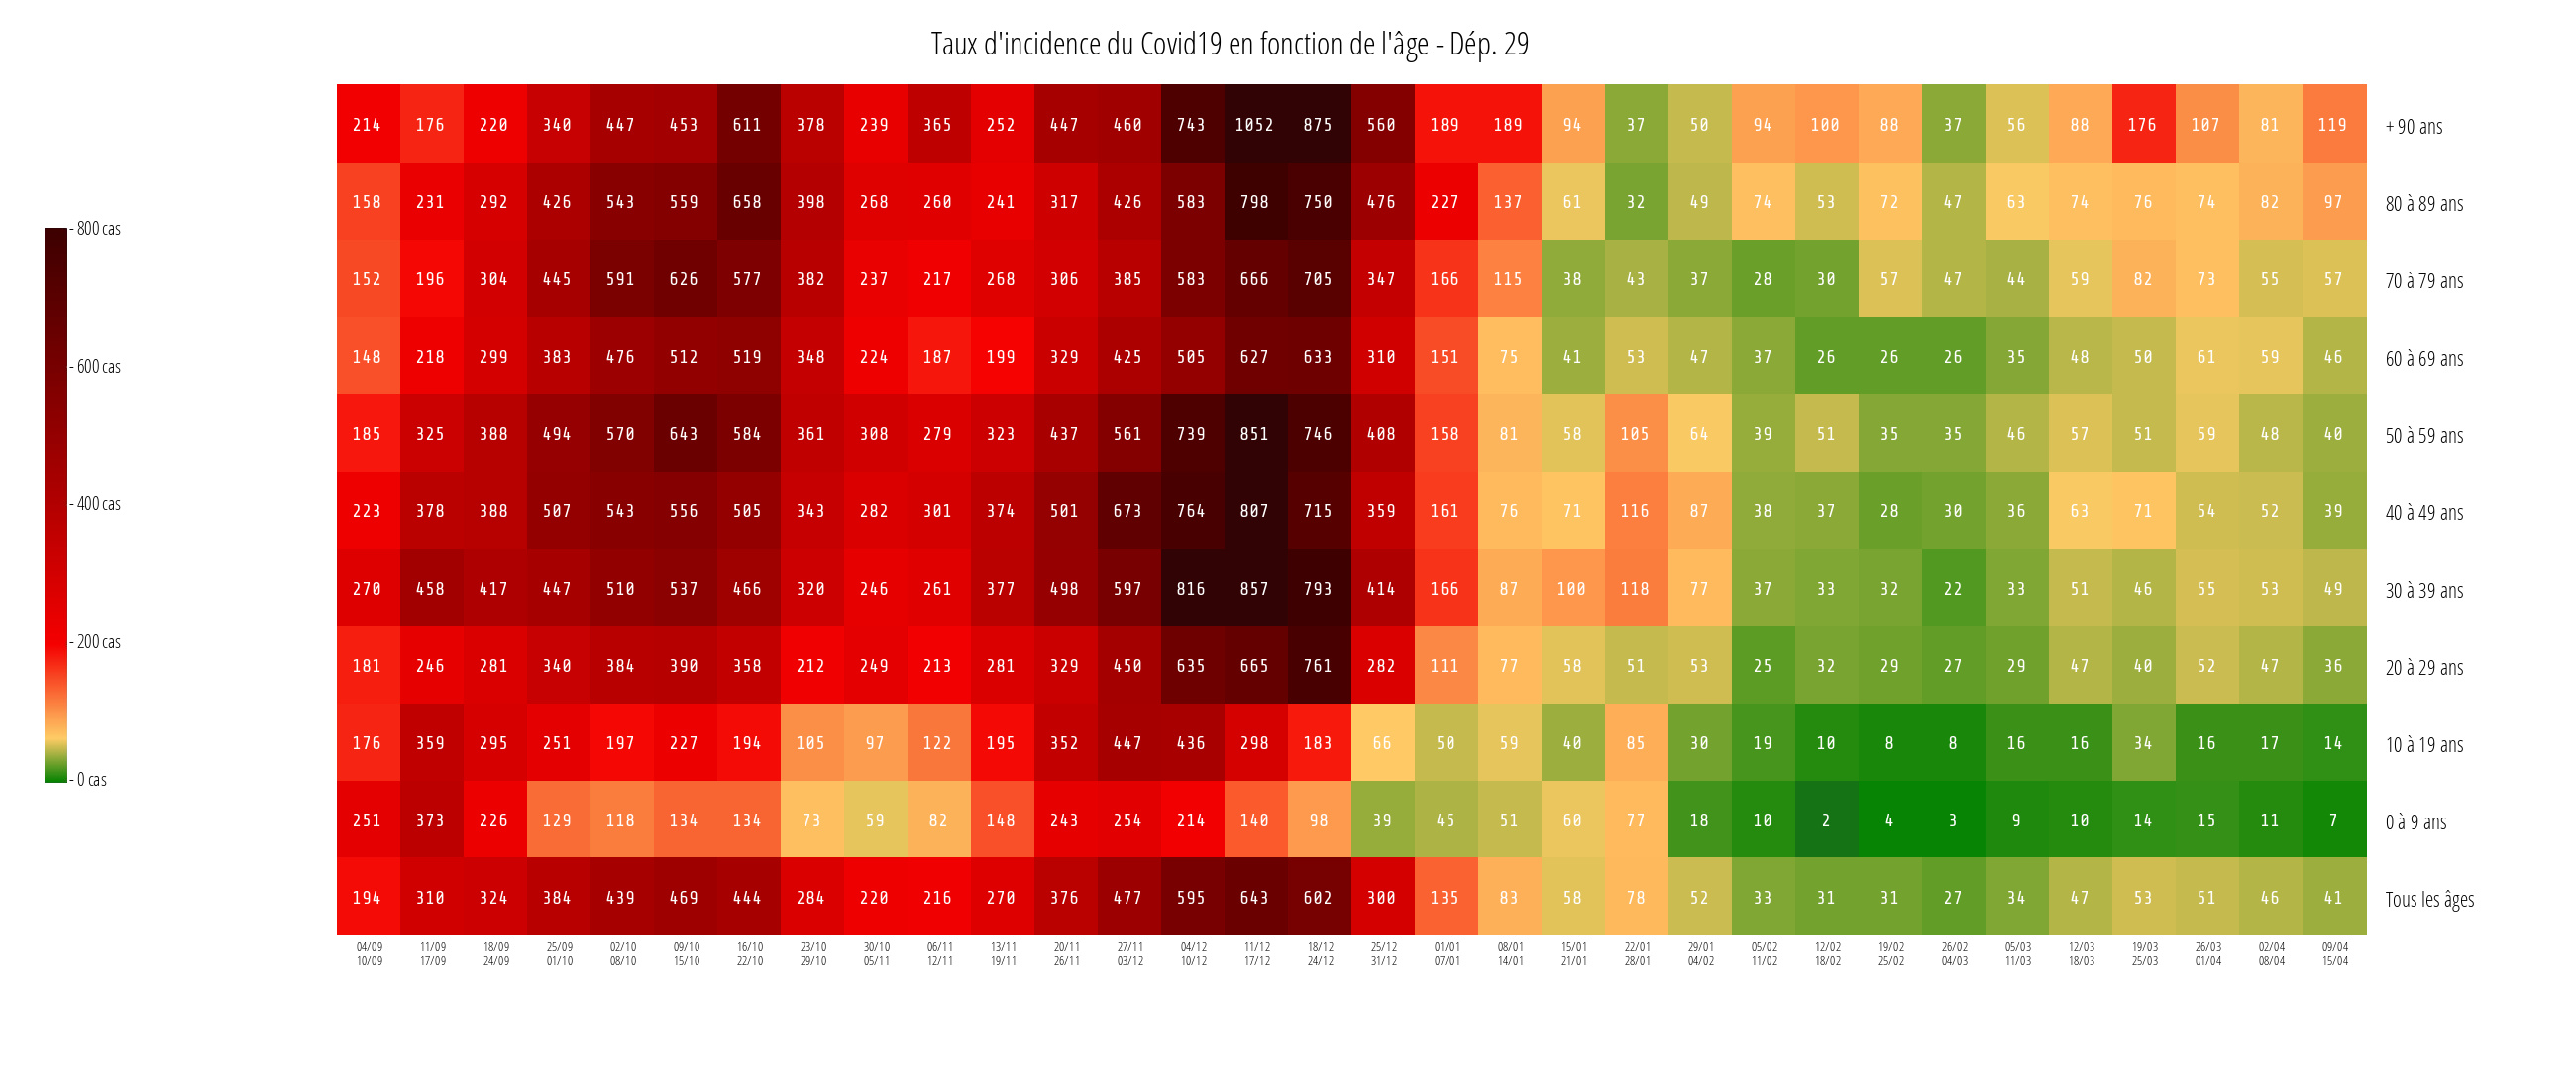 Taux d'incidence du Covid19 en fonction de l'âge - Dép. 29
- 800 cas
- 600 cas
- 400 cas
- 200 cas
- 0 cas
214 176 220 340 447 453 611 378 239 365 252 447 460 743 1052 875 560 189 189 94 37 50 94 100 88 37 56 88 176 107 81 119 + 90 ans
158 231 292 426 543 559 658 398 268 260 241 317 426 583 798 750 476 227 137 61 32 49 74 53 72 47 63 74 76 74 82 97 80 à 89 ans
152 196 304 445 591 626 577 382 237 217 268 306 385 583 666 705 347 166 115 38 43 37 28 30 57 47 44 59 82 73 55 57 70 à 79 ans
148 218 299 383 476 512 519 348 224 187 199 329 425 505 627 633 310 151 75 41 53 47 37 26 26 26 35 48 50 61 59 46 60 à 69 ans
185 325 388 494 570 643 584 361 308 279 323 437 561 739 851 746 408 158 81 58 105 64 39 51 35 35 46 57 51 59 48 40 50 à 59 ans
223 378 388 507 543 556 505 343 282 301 374 501 673 764 807 715 359 161 76 71 116 87 38 37 28 30 36 63 71 54 52 39 40 à 49 ans
270 458 417 447 510 537 466 320 246 261 377 498 597 816 857 793 414 166 87 100 118 77 37 33 32 22 33 51 46 55 53 49 30 à 39 ans
181 246 281 340 384 390 358 212 249 213 281 329 450 635 665 761 282 111 77 58 51 53 25 32 29 27 29 47 40 52 47 36 20 à 29 ans
176 359 295 251 197 227 194 105 97 122 195 352 447 436 298 183 66 50 59 40 85 30 19 10 8 8 16 16 34 16 17 14 10 à 19 ans
251 373 226 129 118 134 134 73 59 82 148 243 254 214 140 98 39 45 51 60 77 18 10 2 4 3 9 10 14 15 11 7 0 à 9 ans
194 310 324 384 439 469 444 284 220 216 270 376 477 595 643 602 300 135 83 58 78 52 33 31 31 27 34 47 53 51 46 41 Tous les âges
04/09 11/09 18/09 25/09 02/10 09/10 16/10 23/10 30/10 06/11 13/11 20/11 27/11 04/12 11/12 18/12 25/12 01/01 08/01 15/01 22/01 29/01 05/02 12/02 19/02 26/02 05/03 12/03 19/03 26/03 02/04 09/04
10/09 17/09 24/09 01/10 08/10 15/10 22/10 29/10 05/11 12/11 19/11 26/11 03/12 10/12 17/12 24/12 31/12 07/01 14/01 21/01 28/01 04/02 11/02 18/02 25/02 04/03 11/03 18/03 25/03 01/04 08/04 15/04